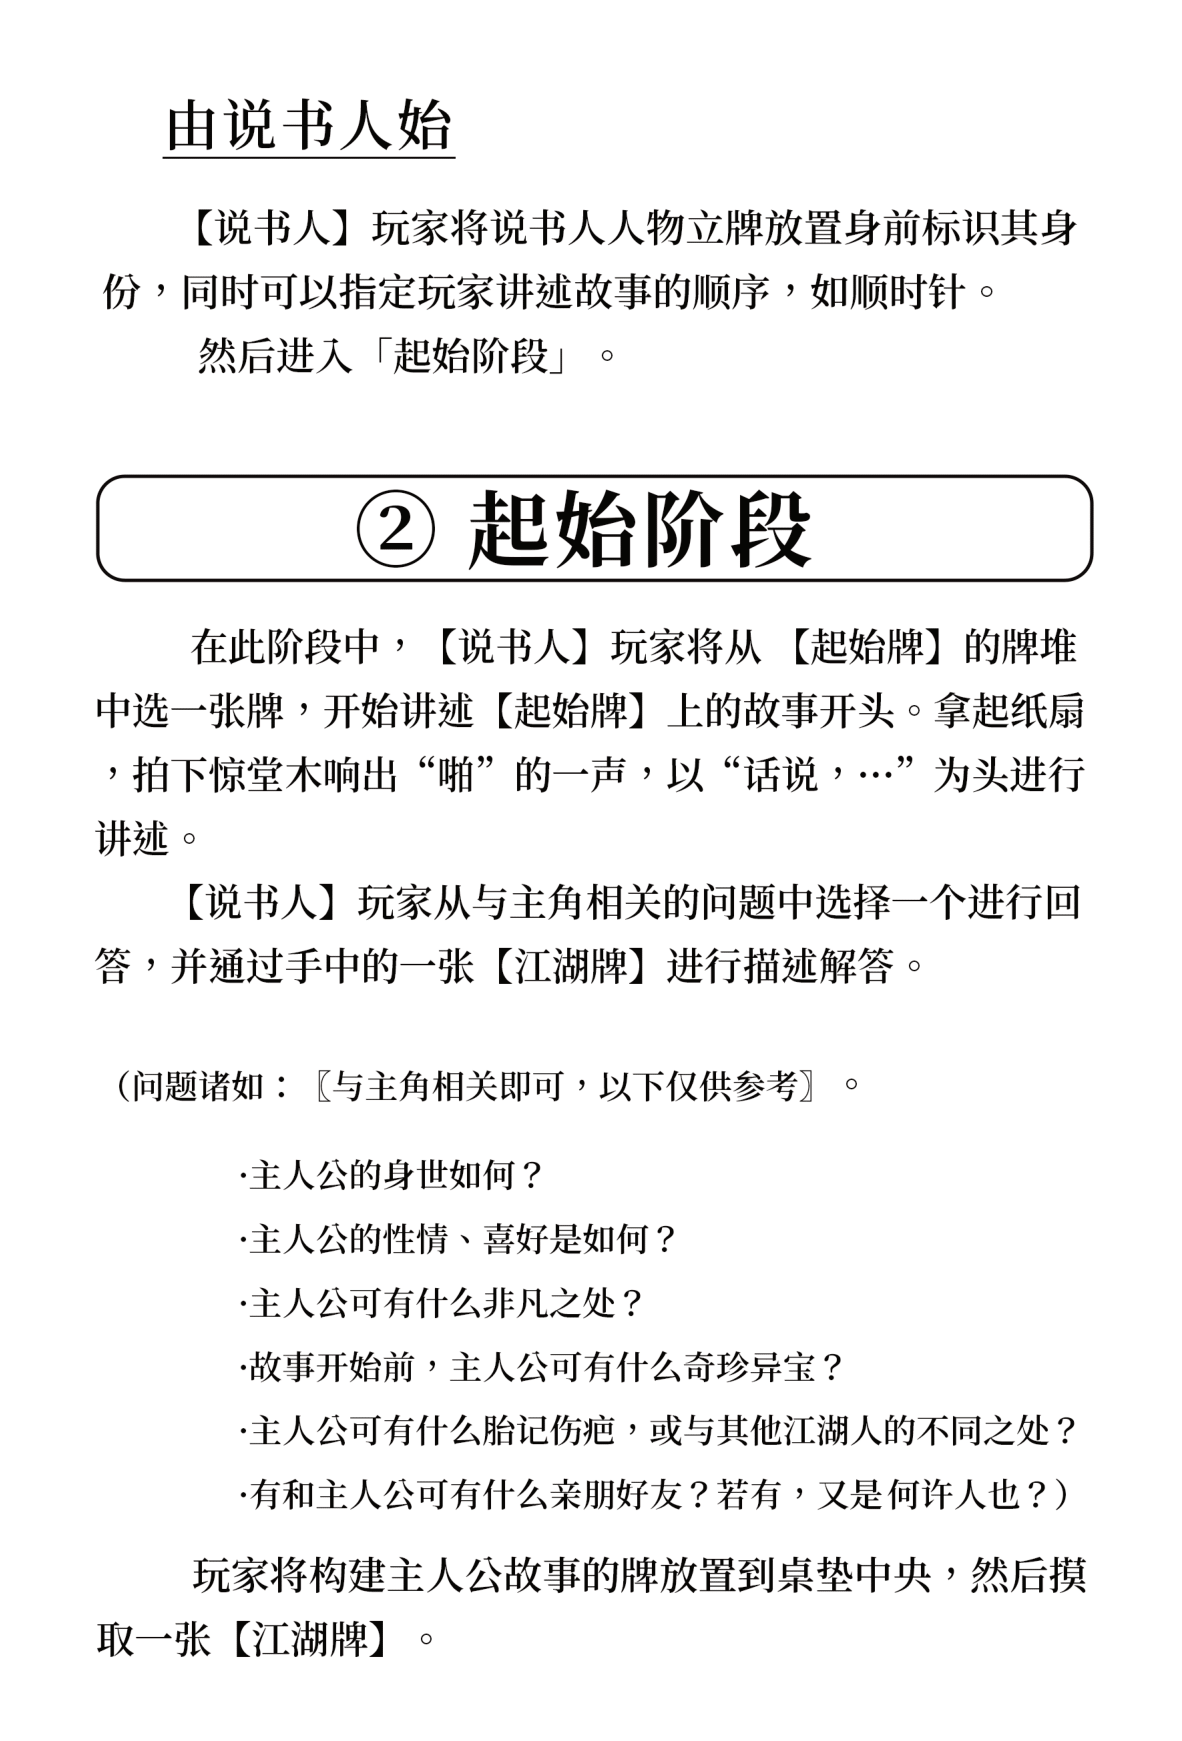 由说书人始
【说书人】玩家将说书人人物立牌放置身前标识其身
份，同时可以指定玩家讲述故事的顺序，如顺时针。
然后进入「起始阶段」。
② 起始阶段
在此阶段中，【说书人】玩家将从【起始牌】的牌堆
中选一张牌，开始讲述【起始牌】上的故事开头。拿起纸扇
，拍下惊堂木响出“啪”的一声，以“话说，…”为头进行
讲述。
【说书人】玩家从与主角相关的问题中选择一个进行回
答，并通过手中的一张【江湖牌】进行描述解答。
（问题诸如：〖与主角相关即可，以下仅供参考〗。
·主人公的身世如何？
·主人公的性情、喜好是如何？
·主人公可有什么非凡之处？
·故事开始前，主人公可有什么奇珍异宝？
·主人公可有什么胎记伤疤，或与其他江湖人的不同之处？
·有和主人公可有什么亲朋好友？若有，又是何许人也？）
玩家将构建主人公故事的牌放置到桌垫中央，然后摸
取一张【江湖牌】。